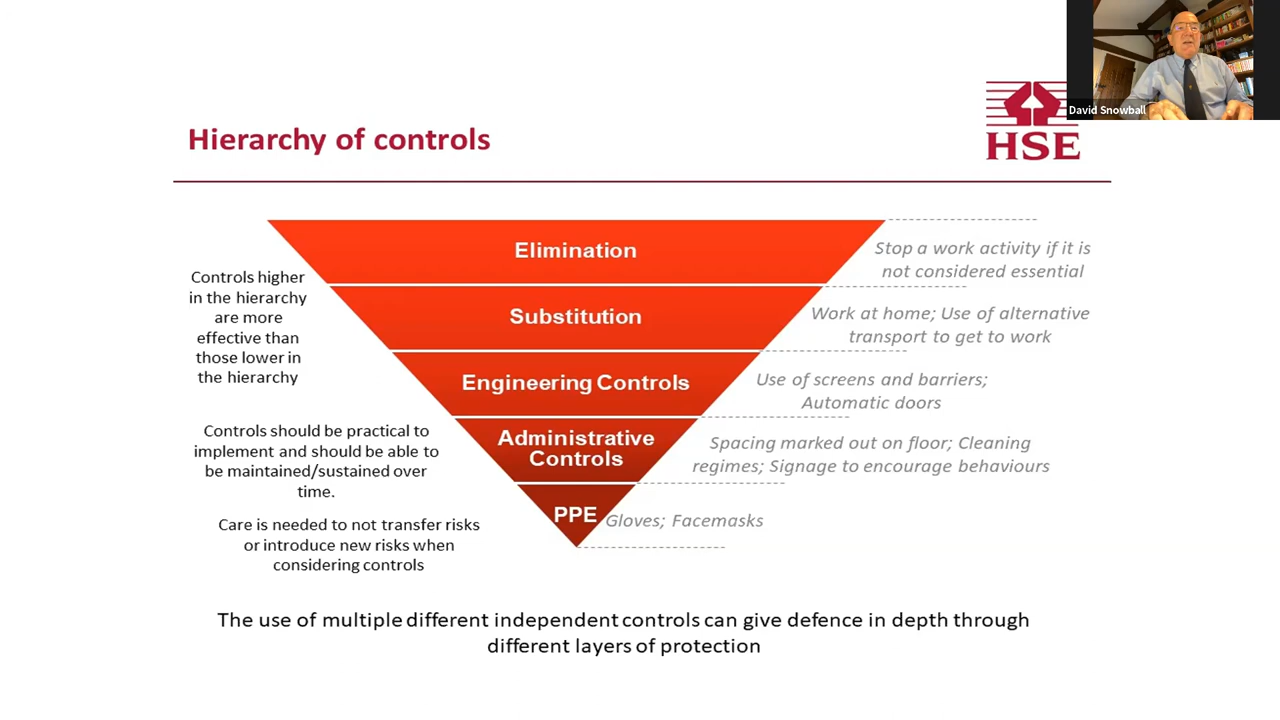 David Snowball
HSE
Hierarchy of controls
Elimination
Stop a work activity if it is
not considered essential
Controls higher
in the hierarchy
are more
effective than
those lower in
the hierarchy
Substitution
Work at home; Use of alternative
transport to get to work
Engineering Controls
Use of screens and barriers;
Automatic doors
Controls should be practical to
implement and should be able to
be maintained/sustained over
time.
Administrative
Controls
Spacing marked out on floor; Cleaning
regimes; Signage to encourage behaviours
PPE
Gloves; Facemasks
Care is needed to not transfer risks
or introduce new risks when
considering controls
The use of multiple different independent controls can give defence in depth through
different layers of protection